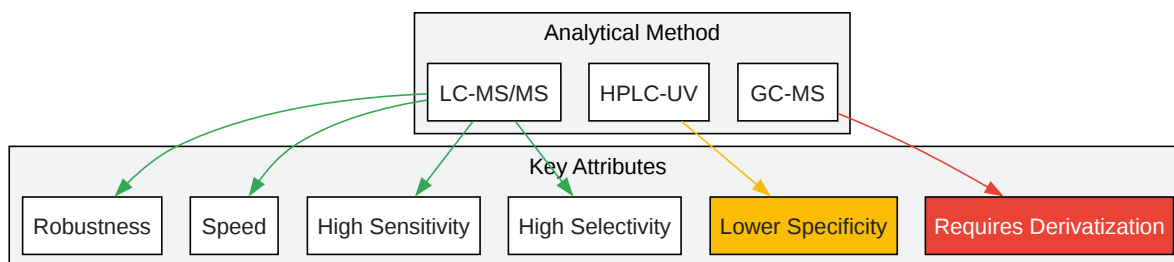 Analytical Method
LC-MS/MS
HPLC-UV
GC-MS
Key Attributes
Robustness
Speed
High Sensitivity
High Selectivity
Lower Specificity
Requires Derivatization